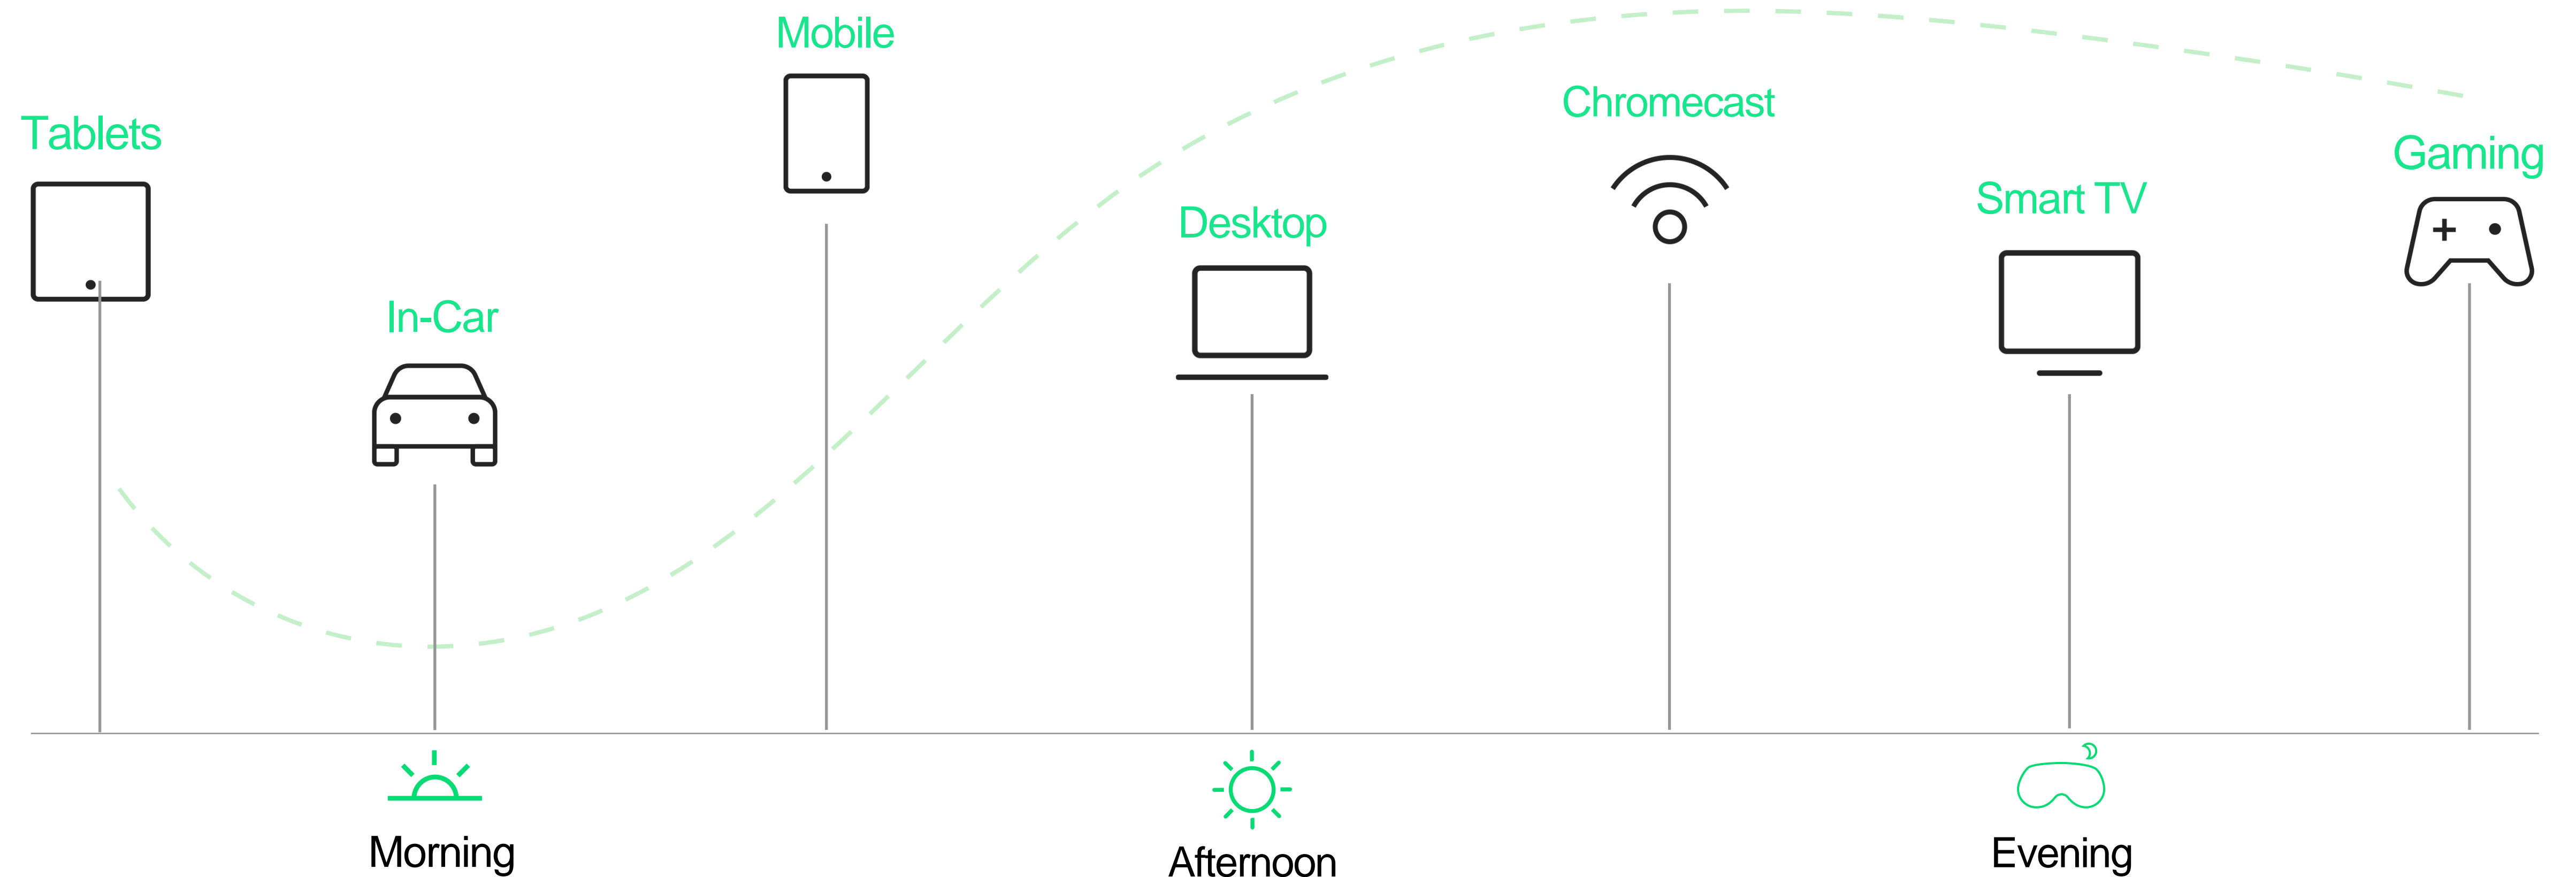 Tablets
In-Car
Mobile
Desktop
Chromecast
Smart TV
Gaming
Morning
Afternoon
Evening